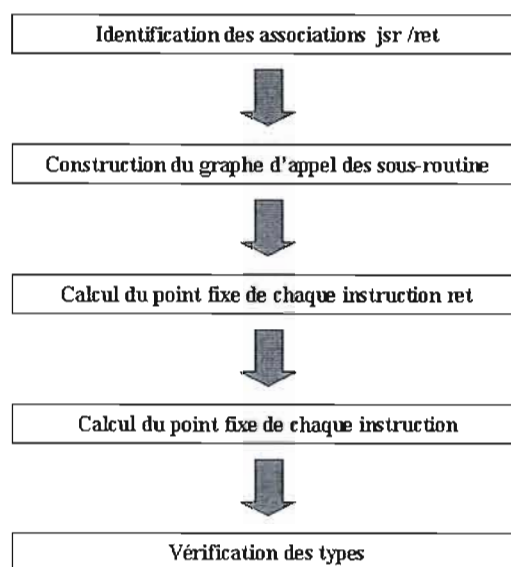 Identification des associations jsr /ret
Construction du graphe d'appel des sous-routine
Calcul du point fixe de chaque instruction ret
Calcul du point fixe de chaque instruction
Vérification des types